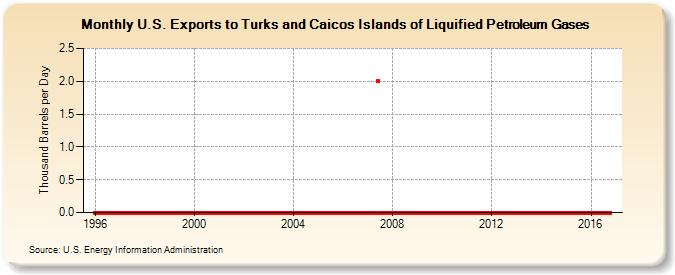 Monthly U.S. Exports to Turks and Caicos Islands of Liquified Petroleum Gases
Thousand Barrels per Day
2.5
2.0
1.5
1.0
0.5
0.0
1996 2000 2004 2008 2012 2016
Source: U.S. Energy Information Administration